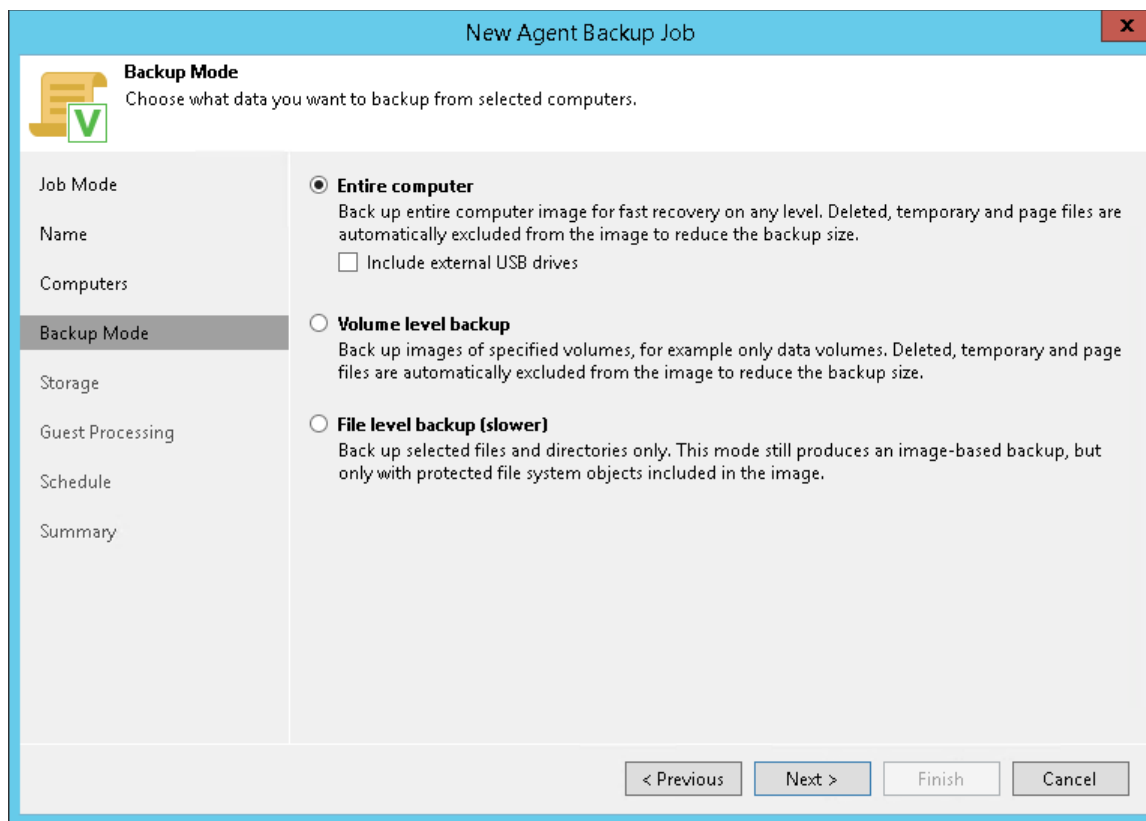 New Agent Backup Job
x
Backup Mode
Choose what data you want to backup from selected computers.
V
Job Mode
Name
Computers
Backup Mode
Storage
Guest Processing
Schedule
Summary
Entire computer
Back up entire computer image for fast recovery on any level. Deleted, temporary and page files are
automatically excluded from the image to reduce the backup size.
Include external USB drives
Volume level backup
Back up images of specified volumes, for example only data volumes. Deleted, temporary and page
files are automatically excluded from the image to reduce the backup size.
File level backup (slower)
Back up selected files and directories only. This mode still produces an image-based backup, but
only with protected file system objects included in the image.
< Previous
Next >
Finish
Cancel